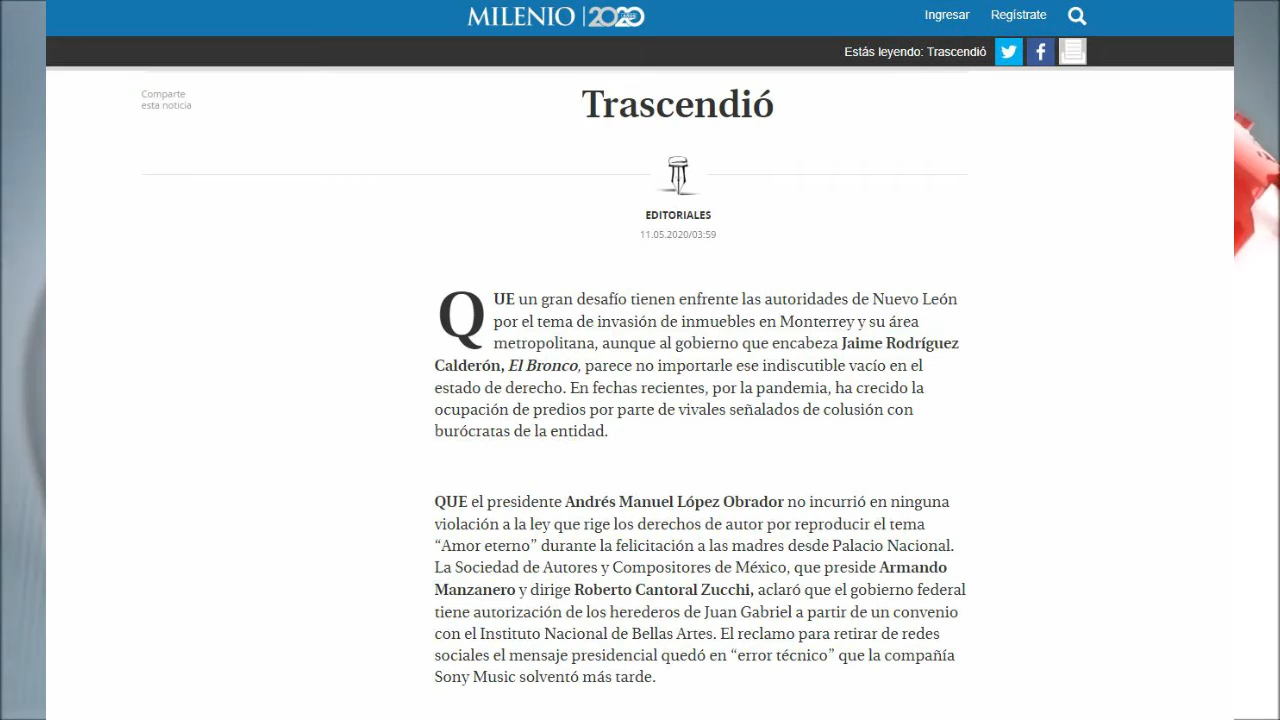 MILENIO | 2020
Ingresar Regístrate
Estás leyendo: Trascendió
Comparte
esta noticia
Trascendió
EDITORIALES
11.05.2020/03:59
QUE un gran desafío tienen enfrente las autoridades de Nuevo León
por el tema de invasión de inmuebles en Monterrey y su área
metropolitana, aunque al gobierno que encabeza Jaime Rodríguez
Calderón, El Bronco, parece no importarle ese indiscutible vacío en el
estado de derecho. En fechas recientes, por la pandemia, ha crecido la
ocupación de predios por parte de vivales señalados de colusión con
burócratas de la entidad.
QUE el presidente Andrés Manuel López Obrador no incurrió en ninguna
violación a la ley que rige los derechos de autor por reproducir el tema
“Amor eterno” durante la felicitación a las madres desde Palacio Nacional.
La Sociedad de Autores y Compositores de México, que preside Armando
Manzanero y dirige Roberto Cantoral Zucchi, aclaró que el gobierno federal
tiene autorización de los herederos de Juan Gabriel a partir de un convenio
con el Instituto Nacional de Bellas Artes. El reclamo para retirar de redes
sociales el mensaje presidencial quedó en “error técnico” que la compañía
Sony Music solventó más tarde.